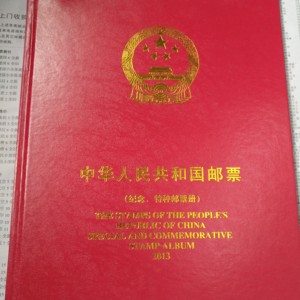 中华人民共和国邮票
(纪念、特种邮票册)
THE STAMPS OF THE PEOPLE'S
REPUBLIC OF CHINA
SPECIAL AND COMMEMORATIVE
STAMP ALBUM
2013